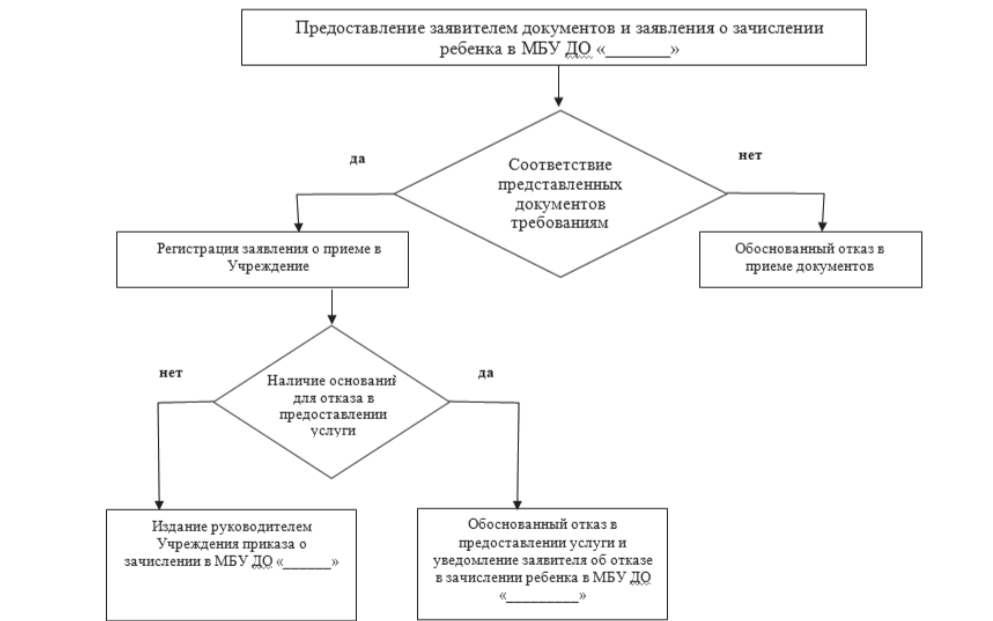 Предоставление заявителем документов и заявления о зачислении
ребенка в МБУ ДО «_______»
да
нет
Соответствие
представленных
документов
требованиям
Регистрация заявления о приеме в
Учреждение
Обоснованный отказ в
приеме документов
нет
да
Наличие оснований
для отказа в
предоставлении
услуги
Издание руководителем
Учреждения приказа о
зачислении в МБУ ДО «______»
Обоснованный отказ в
предоставлении услуги и
уведомление заявителя об отказе
в зачислении ребенка в МБУ ДО
«_________»